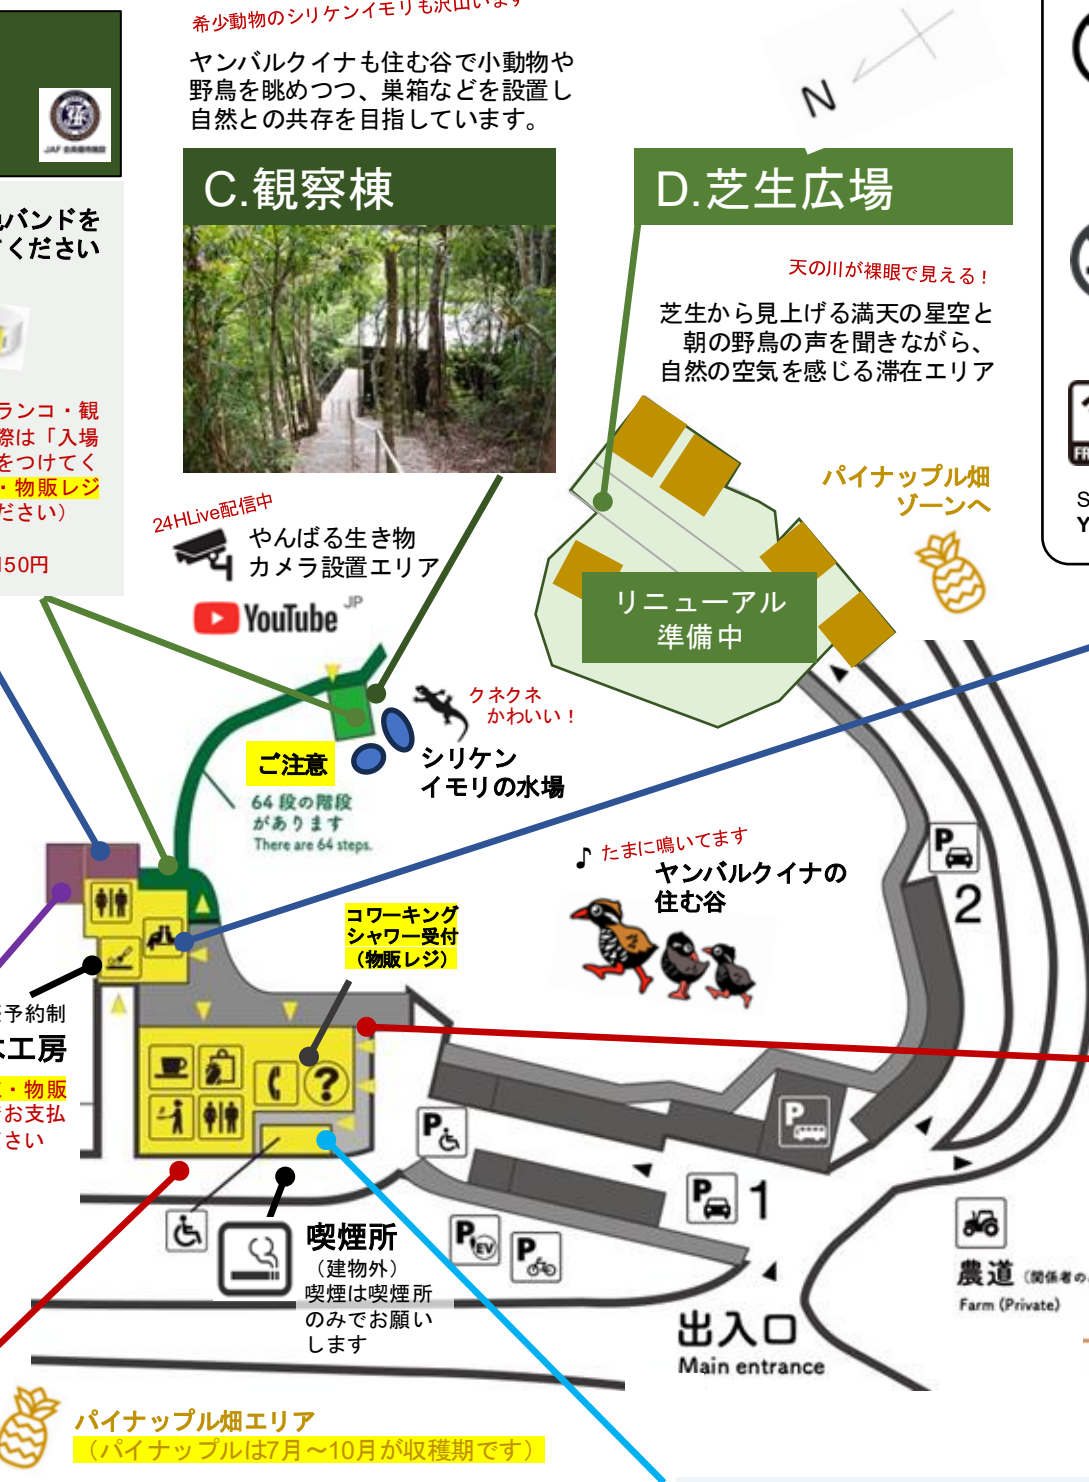 希少動物のシリケンイモリも沢山います
ヤンバルクイナも住む谷で小動物や
野鳥を眺めつつ、巣箱などを設置し
自然との共存を目指しています。
N
JAF 会員優待施設
バンドを
ください
ランコ・観
際は「入場
をつけてく
・物販レジ
ださい）
150円
C.観察棟
D.芝生広場
天の川が裸眼で見える！
芝生から見上げる満天の星空と
朝の野鳥の声を聞きながら、
自然の空気を感じる滞在エリア
パイナップル畑
ゾーンへ
FR
S
Y
24HLive配信中
やんばる生き物
カメラ設置エリア
YouTube JP
リニューアル
準備中
クネクネ
かわいい！
シリケン
イモリの水場
ご注意
64 段の階段
があります
There are 64 steps.
♪ たまに鳴いてます
ヤンバルクイナの
住む谷
P
2
コワーキング
シャワー受付
（物販レジ）
予約制
木工房
・物販
お支払
さい
?
P
P
P
1
P EV
P
喫煙所
（建物外）
喫煙は喫煙所
のみでお願い
します
出入口
Main entrance
農道（関係者の
Farm (Private)
パイナップル畑エリア
（パイナップルは7月～10月が収穫期です）